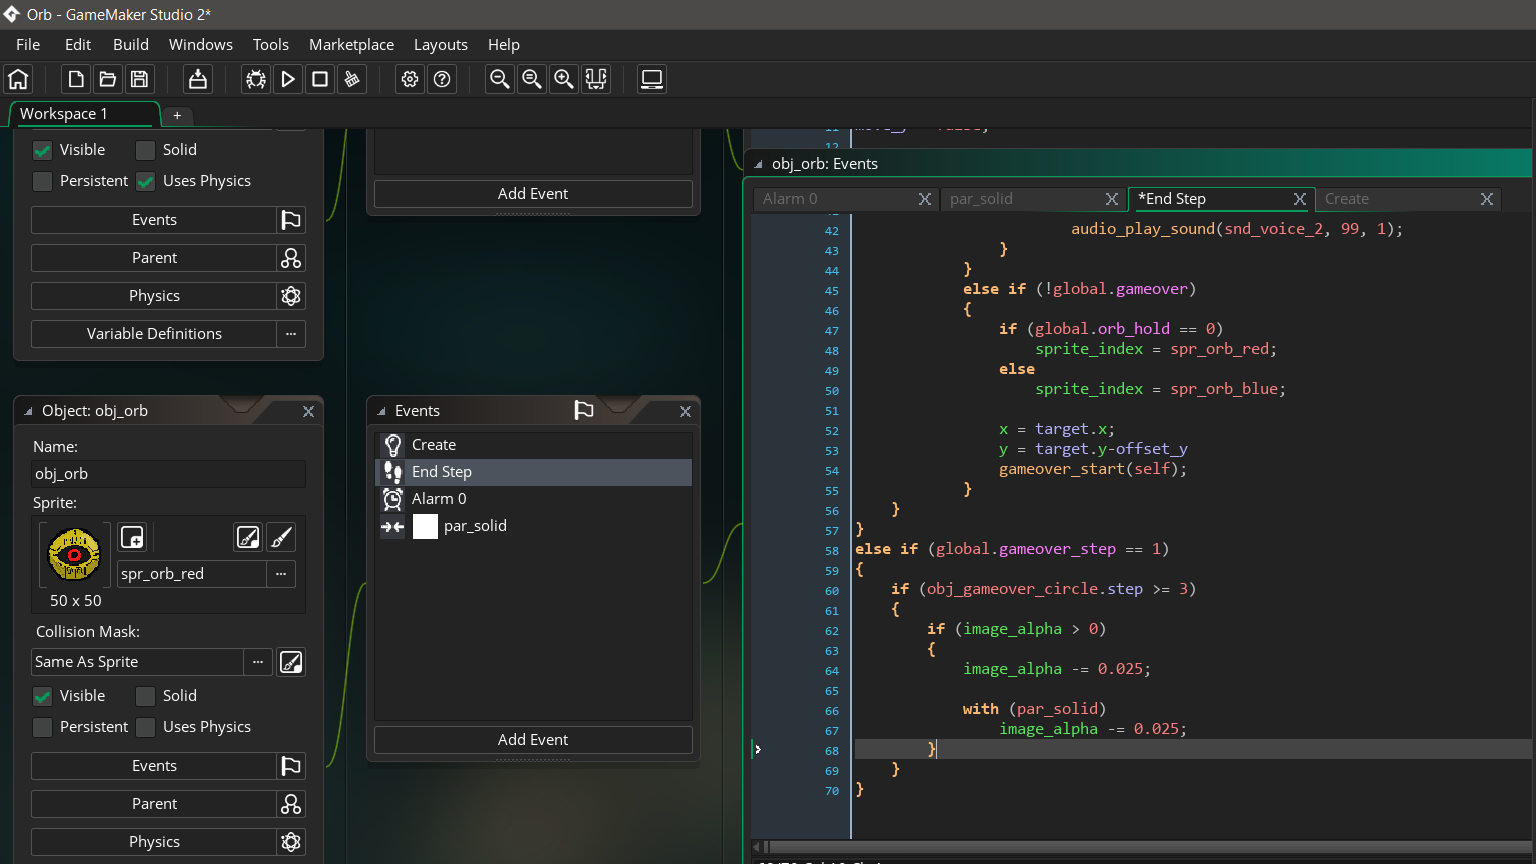 Orb - GameMaker Studio 2*
File Edit Build Windows Tools Marketplace Layouts Help
Workspace 1 +
Visible Solid
Persistent Uses Physics
Events
Parent
Physics
Variable Definitions ...
Add Event
Object: obj_orb
Name:
obj_orb
Sprite:
spr_orb_red ...
50 x 50
Collision Mask:
Same As Sprite ...
Visible Solid
Persistent Uses Physics
Events
Parent
Physics
Events
Create
End Step
Alarm 0
par_solid
Add Event
12
obj_orb: Events
Alarm 0 X par_solid X *End Step X Create X
42 audio_play_sound(snd_voice_2, 99, 1);
43 }
44 }
45 else if (!global.gameover)
46 {
47 if (global.orb_hold == 0)
48 sprite_index = spr_orb_red;
49 else
50 sprite_index = spr_orb_blue;
51
52 x = target.x;
53 y = target.y-offset_y
54 gameover_start(self);
55 }
56 }
57 }
58 else if (global.gameover_step == 1)
59 {
60 if (obj_gameover_circle.step >= 3)
61 {
62 if (image_alpha > 0)
63 {
64 image_alpha -= 0.025;
65
66 with (par_solid)
67 image_alpha -= 0.025;
68 }
69 }
70 }